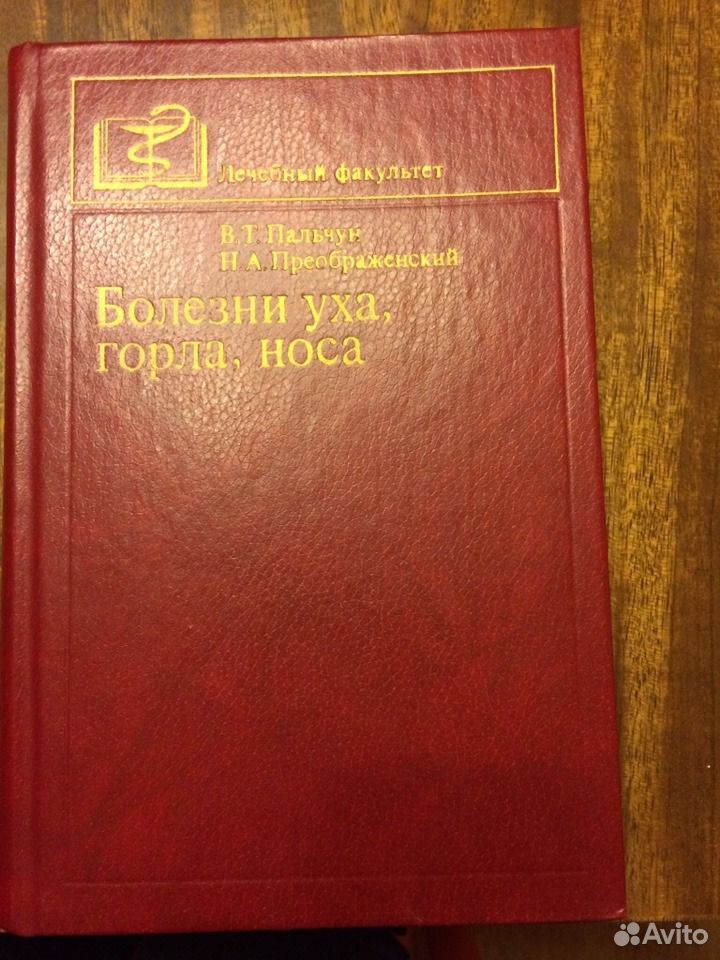 Лечебный факультет
В. Т. Пальчун
Н. А. Преображенский
Болезни уха,
горла, носа
Avito